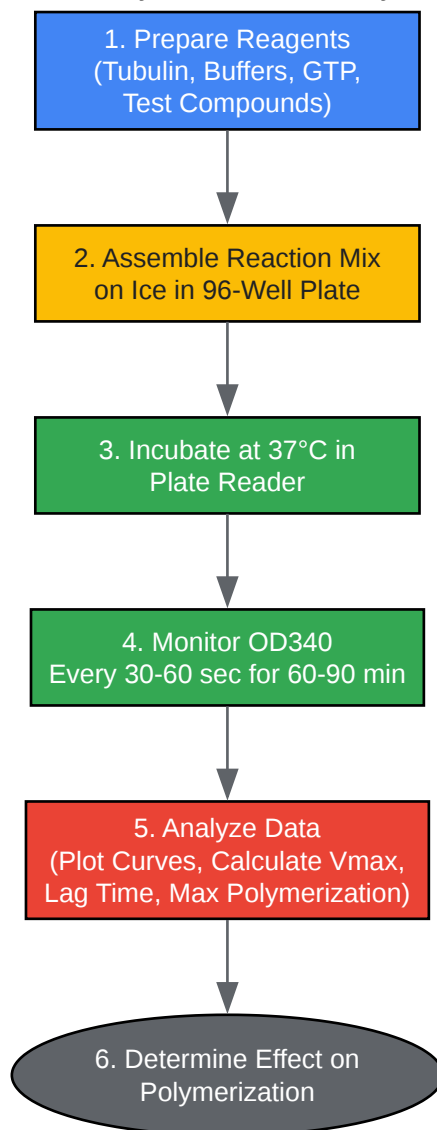 1. Prepare Reagents
(Tubulin, Buffers, GTP,
Test Compounds)
2. Assemble Reaction Mix
on Ice in 96-Well Plate
3. Incubate at 37°C in
Plate Reader
4. Monitor OD340
Every 30-60 sec for 60-90 min
5. Analyze Data
(Plot Curves, Calculate Vmax,
Lag Time, Max Polymerization)
6. Determine Effect on
Polymerization